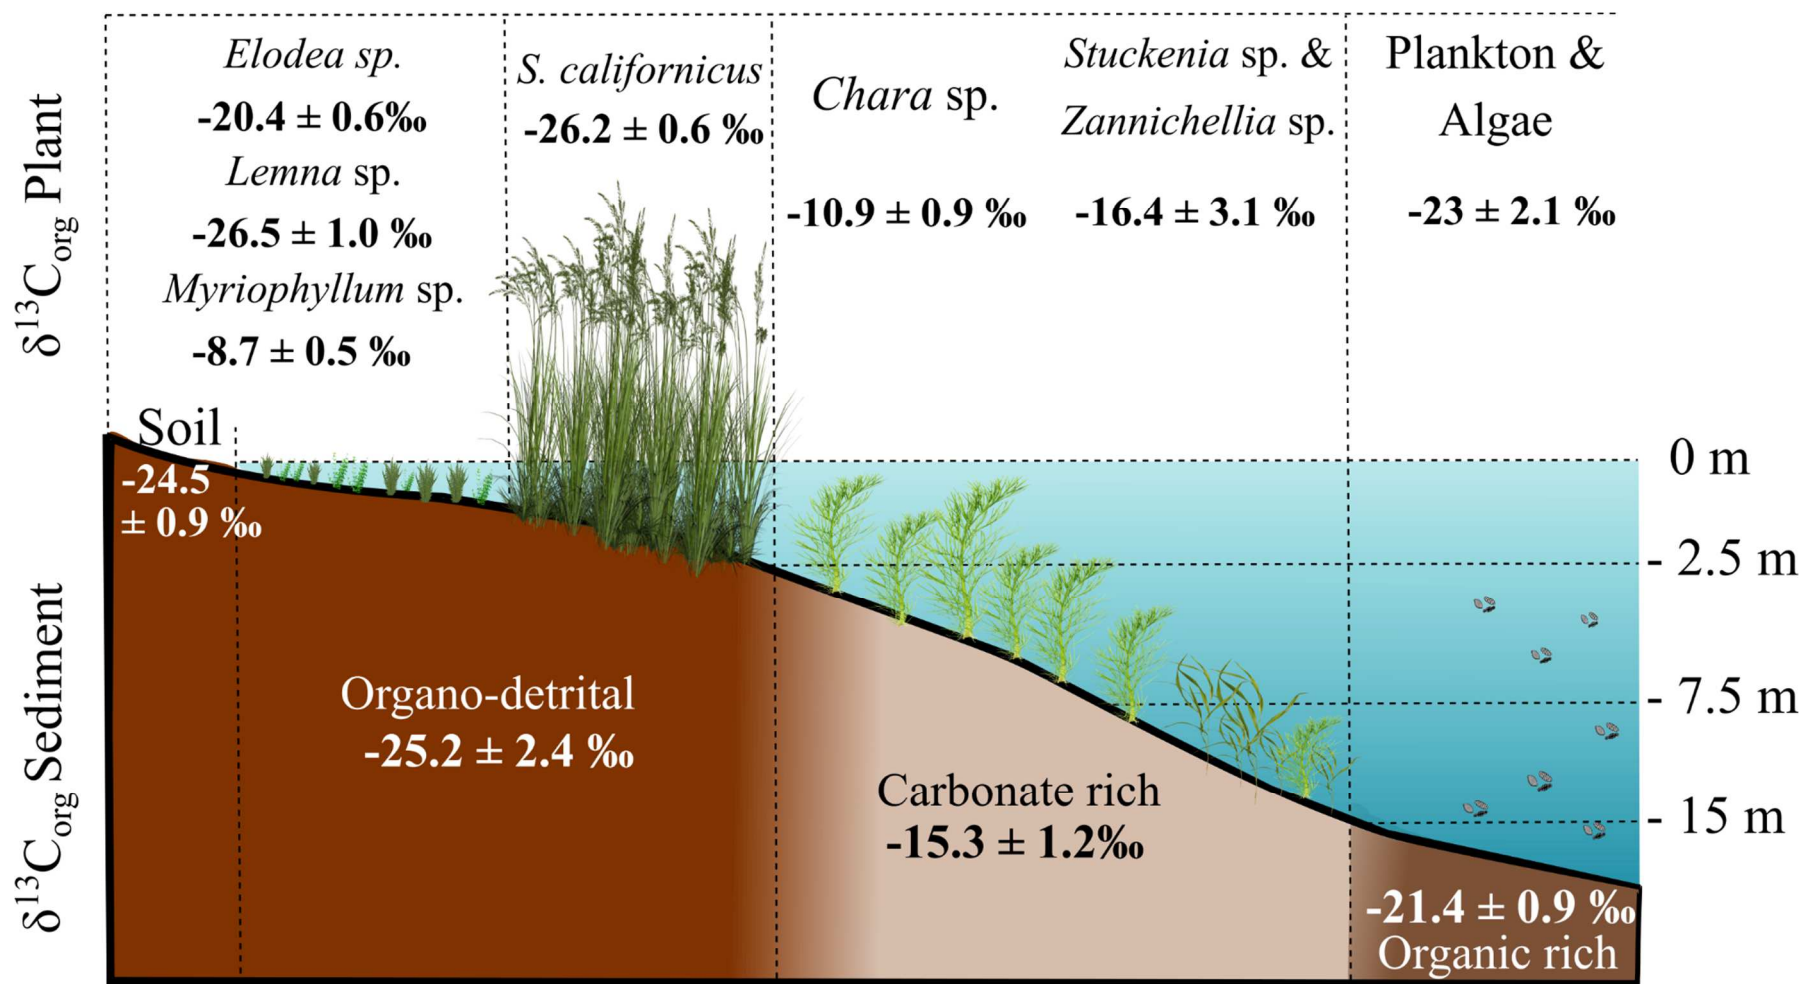 δ¹³C_org Plant
Elodea sp.
-20.4 ± 0.6‰
Lemna sp.
-26.5 ± 1.0 ‰
Myriophyllum sp.
-8.7 ± 0.5 ‰
S. californicus
-26.2 ± 0.6 ‰
Chara sp.
-10.9 ± 0.9 ‰
Stuckenia sp. &
Zannichellia sp.
-16.4 ± 3.1 ‰
Plankton &
Algae
-23 ± 2.1 ‰
Soil
-24.5
± 0.9 ‰
0 m
- 2.5 m
- 7.5 m
- 15 m
δ¹³C_org Sediment
Organo-detrital
-25.2 ± 2.4 ‰
Carbonate rich
-15.3 ± 1.2‰
-21.4 ± 0.9 ‰
Organic rich